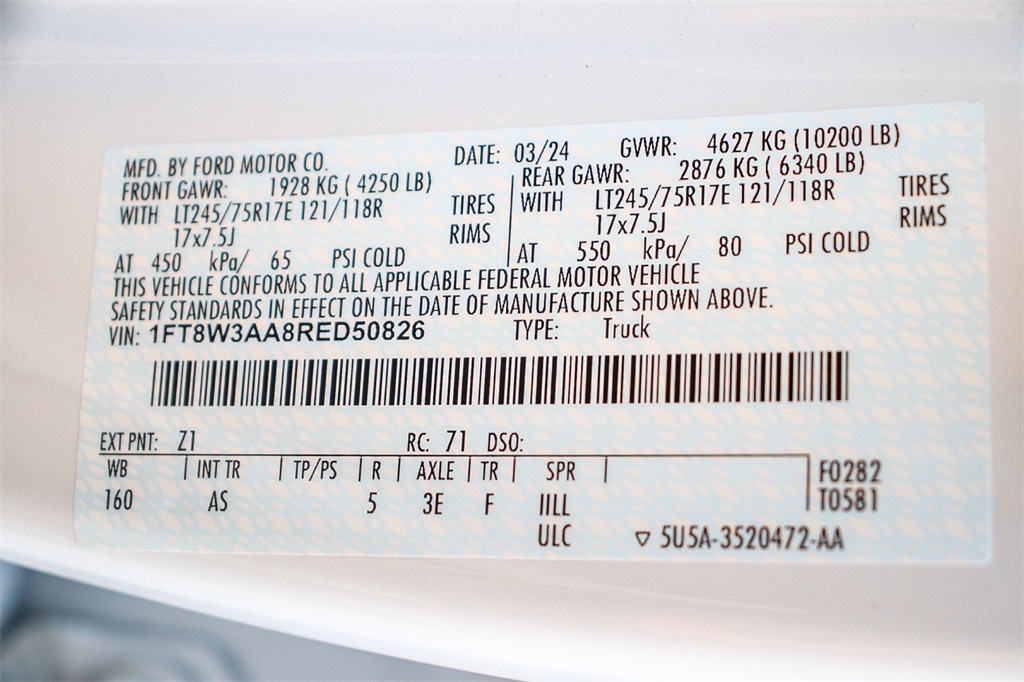 MFD. BY FORD MOTOR CO. DATE: 03/24 GVWR: 4627 KG (10200 LB)
FRONT GAWR: 1928 KG ( 4250 LB) REAR GAWR: 2876 KG ( 6340 LB)
WITH LT245/75R17E 121/118R TIRES WITH LT245/75R17E 121/118R TIRES
17x7.5J RIMS 17x7.5J RIMS
AT 450 kPa/ 65 PSI COLD AT 550 kPa/ 80 PSI COLD
THIS VEHICLE CONFORMS TO ALL APPLICABLE FEDERAL MOTOR VEHICLE
SAFETY STANDARDS IN EFFECT ON THE DATE OF MANUFACTURE SHOWN ABOVE.
VIN: 1FT8W3AA8RED50826 TYPE: Truck
EXT PNT: Z1 RC: 71 DSO:
WB INT TR TP/PS R AXLE TR SPR F0282
160 AS 5 3E F IILL T0581
ULC ▽ 5U5A-3520472-AA